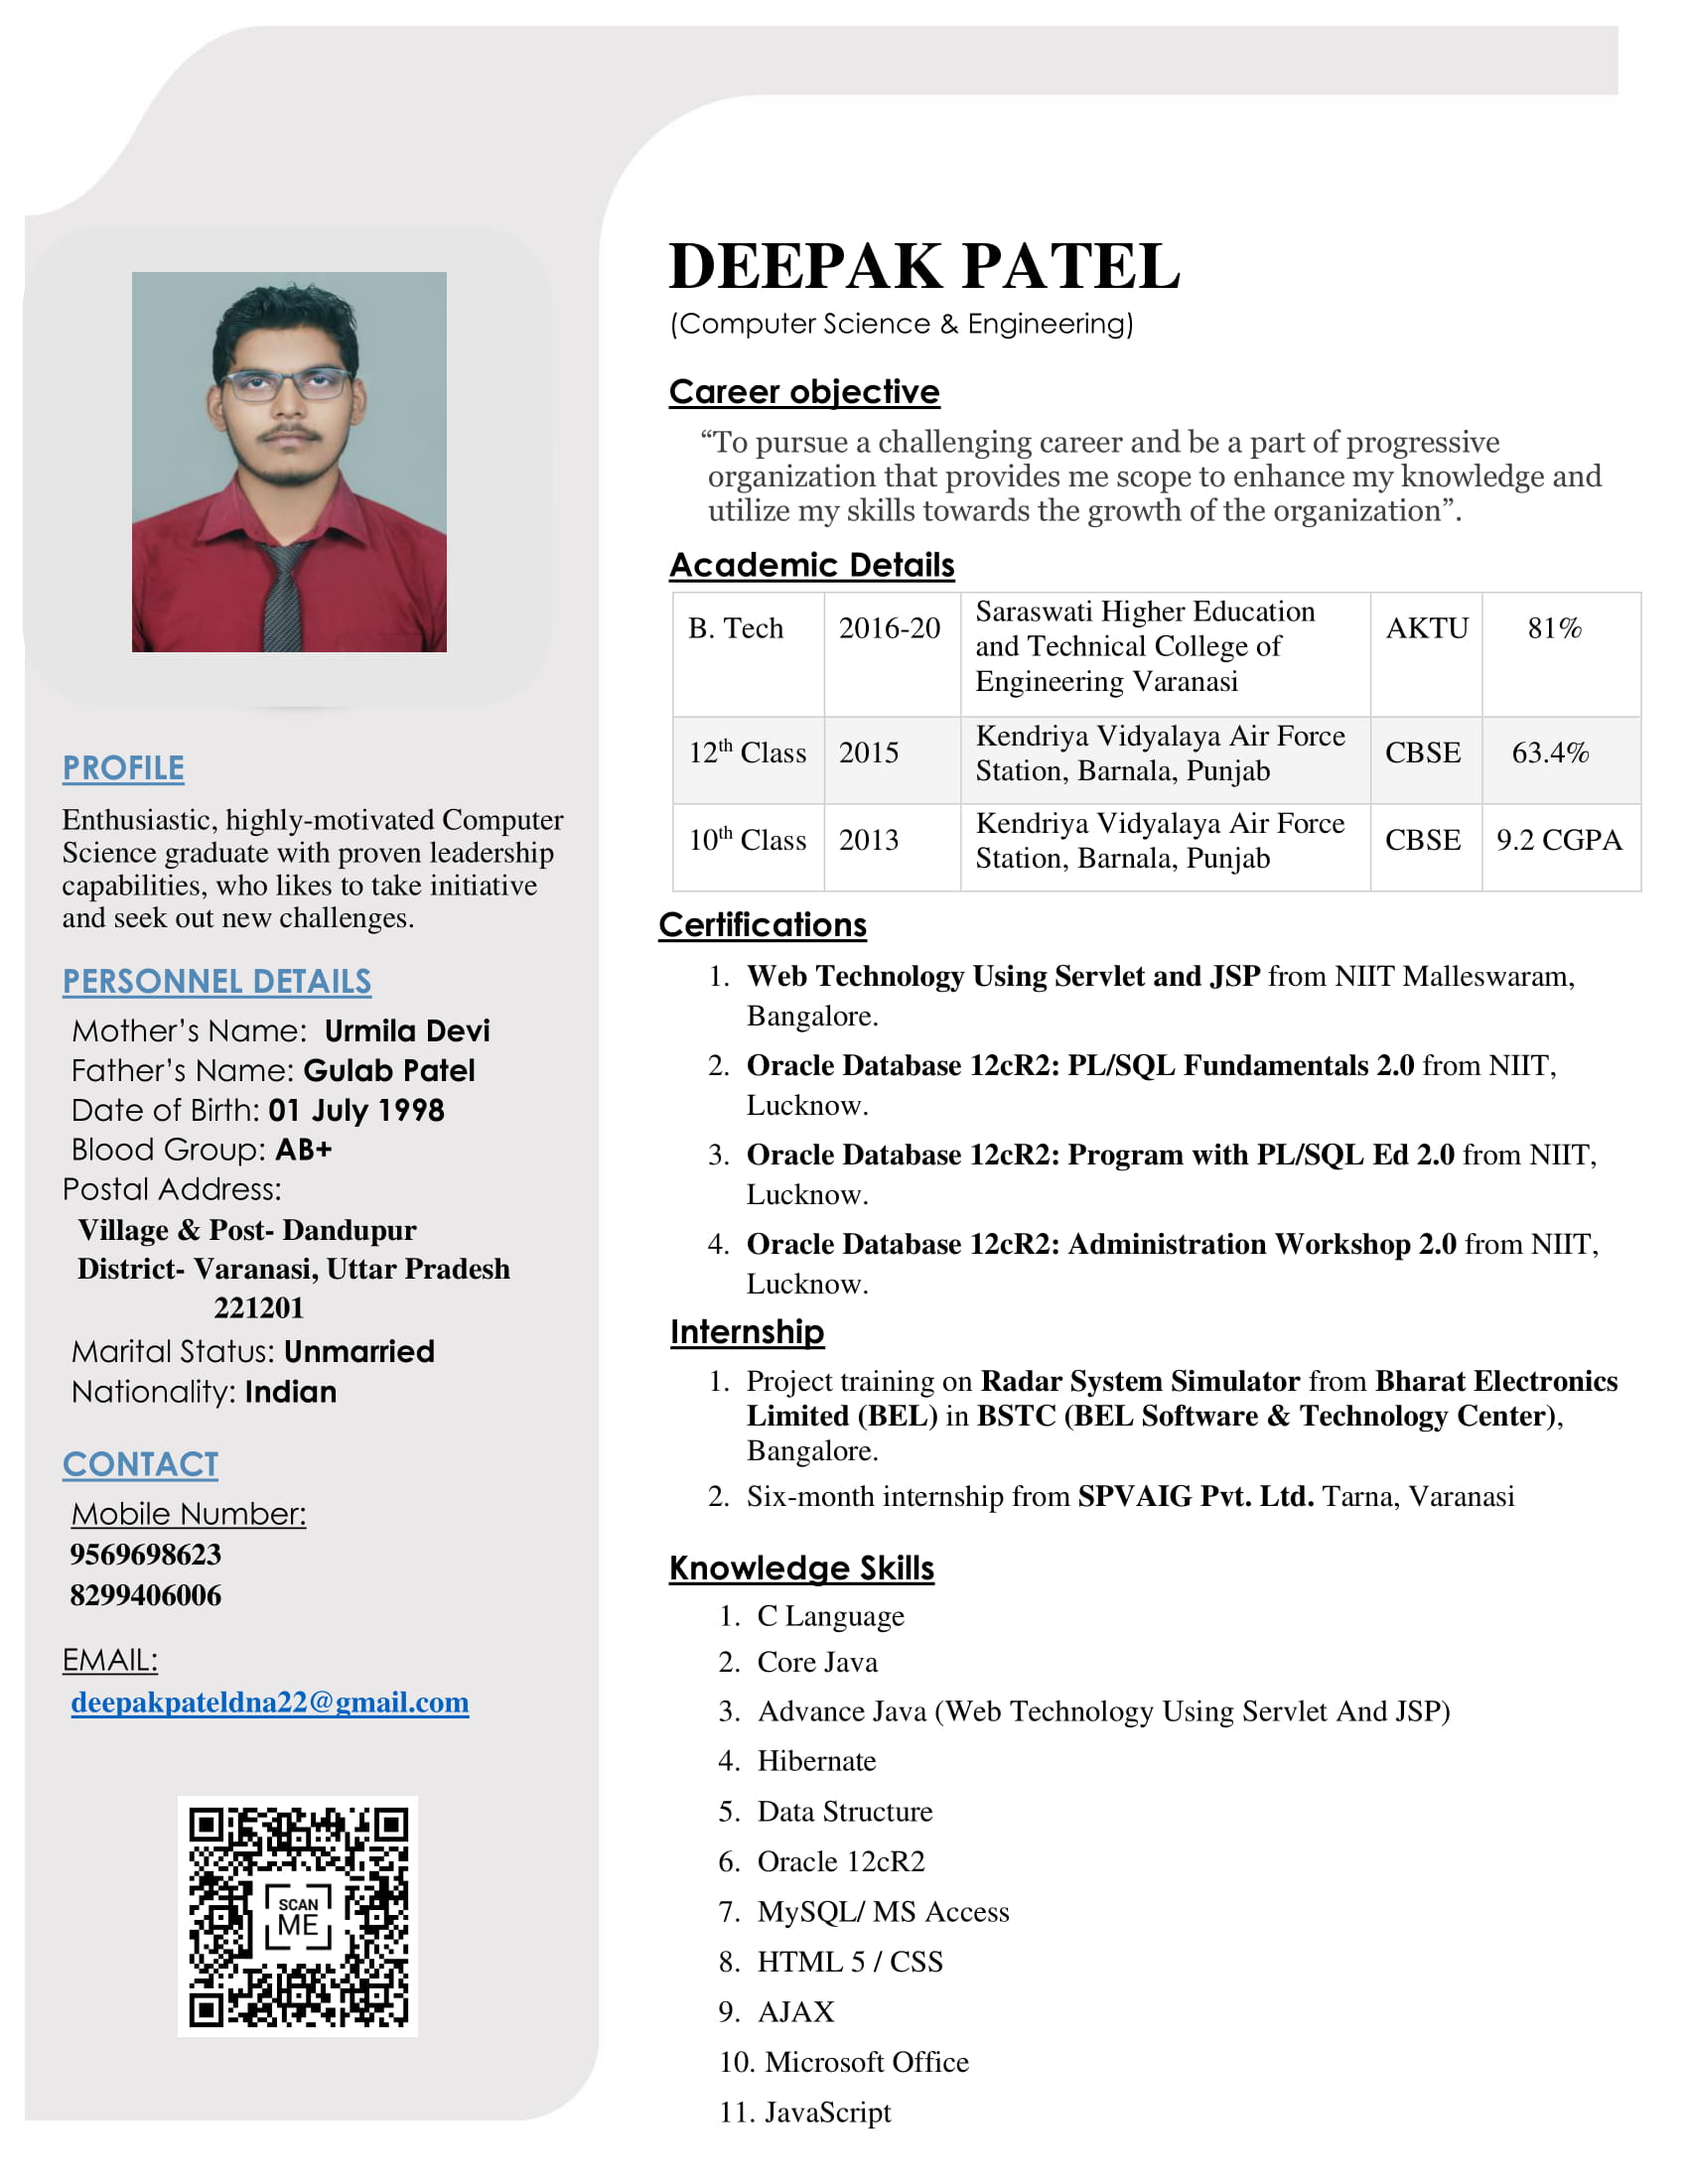 DEEPAK PATEL
(Computer Science & Engineering)
Career objective
“To pursue a challenging career and be a part of progressive
organization that provides me scope to enhance my knowledge and
utilize my skills towards the growth of the organization”.
Academic Details
B. Tech 2016-20 Saraswati Higher Education and Technical College of Engineering Varanasi AKTU 81%
12th Class 2015 Kendriya Vidyalaya Air Force Station, Barnala, Punjab CBSE 63.4%
10th Class 2013 Kendriya Vidyalaya Air Force Station, Barnala, Punjab CBSE 9.2 CGPA
Certifications
1. Web Technology Using Servlet and JSP from NIIT Malleswaram,
Bangalore.
2. Oracle Database 12cR2: PL/SQL Fundamentals 2.0 from NIIT,
Lucknow.
3. Oracle Database 12cR2: Program with PL/SQL Ed 2.0 from NIIT,
Lucknow.
4. Oracle Database 12cR2: Administration Workshop 2.0 from NIIT,
Lucknow.
Internship
1. Project training on Radar System Simulator from Bharat Electronics
Limited (BEL) in BSTC (BEL Software & Technology Center),
Bangalore.
2. Six-month internship from SPVAIG Pvt. Ltd. Tarna, Varanasi
Knowledge Skills
1. C Language
2. Core Java
3. Advance Java (Web Technology Using Servlet And JSP)
4. Hibernate
5. Data Structure
6. Oracle 12cR2
7. MySQL/ MS Access
8. HTML 5 / CSS
9. AJAX
10. Microsoft Office
11. JavaScript
PROFILE
Enthusiastic, highly-motivated Computer
Science graduate with proven leadership
capabilities, who likes to take initiative
and seek out new challenges.
PERSONNEL DETAILS
Mother’s Name: Urmila Devi
Father’s Name: Gulab Patel
Date of Birth: 01 July 1998
Blood Group: AB+
Postal Address:
Village & Post- Dandupur
District- Varanasi, Uttar Pradesh
221201
Marital Status: Unmarried
Nationality: Indian
CONTACT
Mobile Number:
9569698623
8299406006
EMAIL:
deepakpateldna22@gmail.com
SCAN
ME